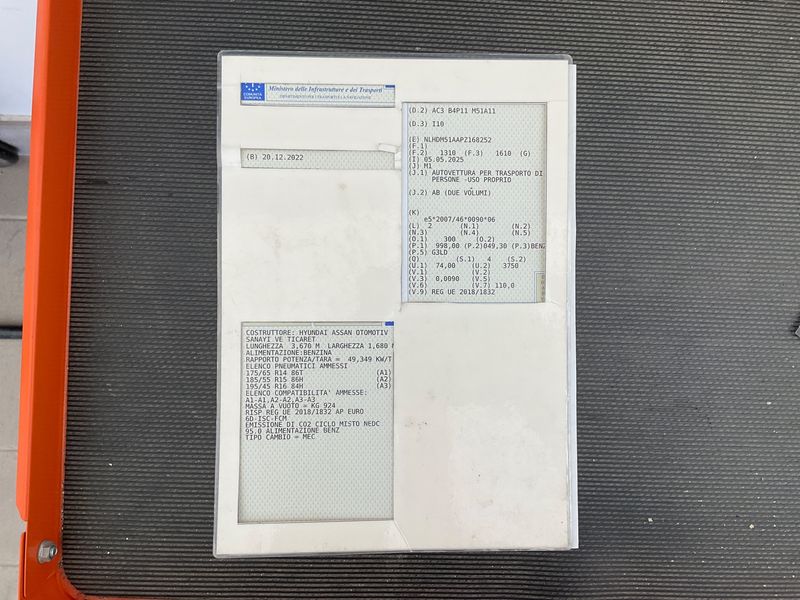 COMUNITÀ
EUROPEA
Ministero delle Infrastrutture e dei Trasporti
(B) 20.12.2022
(D.2) AC3 B4P11 M51A11
(D.3) I10
(E) NLHDM51AAPZ168252
(F.1)
(F.2) 1310 (F.3) 1610 (G)
(I) 05.05.2025
(J) M1
(J.1) AUTOVETTURA PER TRASPORTO DI
PERSONE -USO PROPRIO
(J.2) AB (DUE VOLUMI)
(K)
e5*2007/46*0090*06
(L) 2 (N.1) (N.2)
(N.3) (N.4) (N.5)
(O.1) 300 (O.2)
(P.1) 998,00 (P.2)049,30 (P.3)BENZ
(P.5) G3LD
(Q) (S.1) 4 (S.2)
(U.1) 74,00 (U.2) 3750
(V.1) (V.2)
(V.3) 0,0090 (V.5)
(V.6) (V.7) 110,0
(V.9) REG UE 2018/1832
COSTRUTTORE: HYUNDAI ASSAN OTOMOTIV
SANAYI VE TICARET
LUNGHEZZA 3,670 M LARGHEZZA 1,680 M
ALIMENTAZIONE:BENZINA
RAPPORTO POTENZA/TARA = 49,349 KW/T
ELENCO PNEUMATICI AMMESSI
175/65 R14 86T (A1)
185/55 R15 86H (A2)
195/45 R16 84H (A3)
ELENCO COMPATIBILITA' AMMESSE:
A1-A1,A2-A2,A3-A3
MASSA A VUOTO = KG 924
RISP REG UE 2018/1832 AP EURO
6D-ISC-FCM
EMISSIONE DI CO2 CICLO MISTO NEDC
95.0 ALIMENTAZIONE BENZ
TIPO CAMBIO = MEC